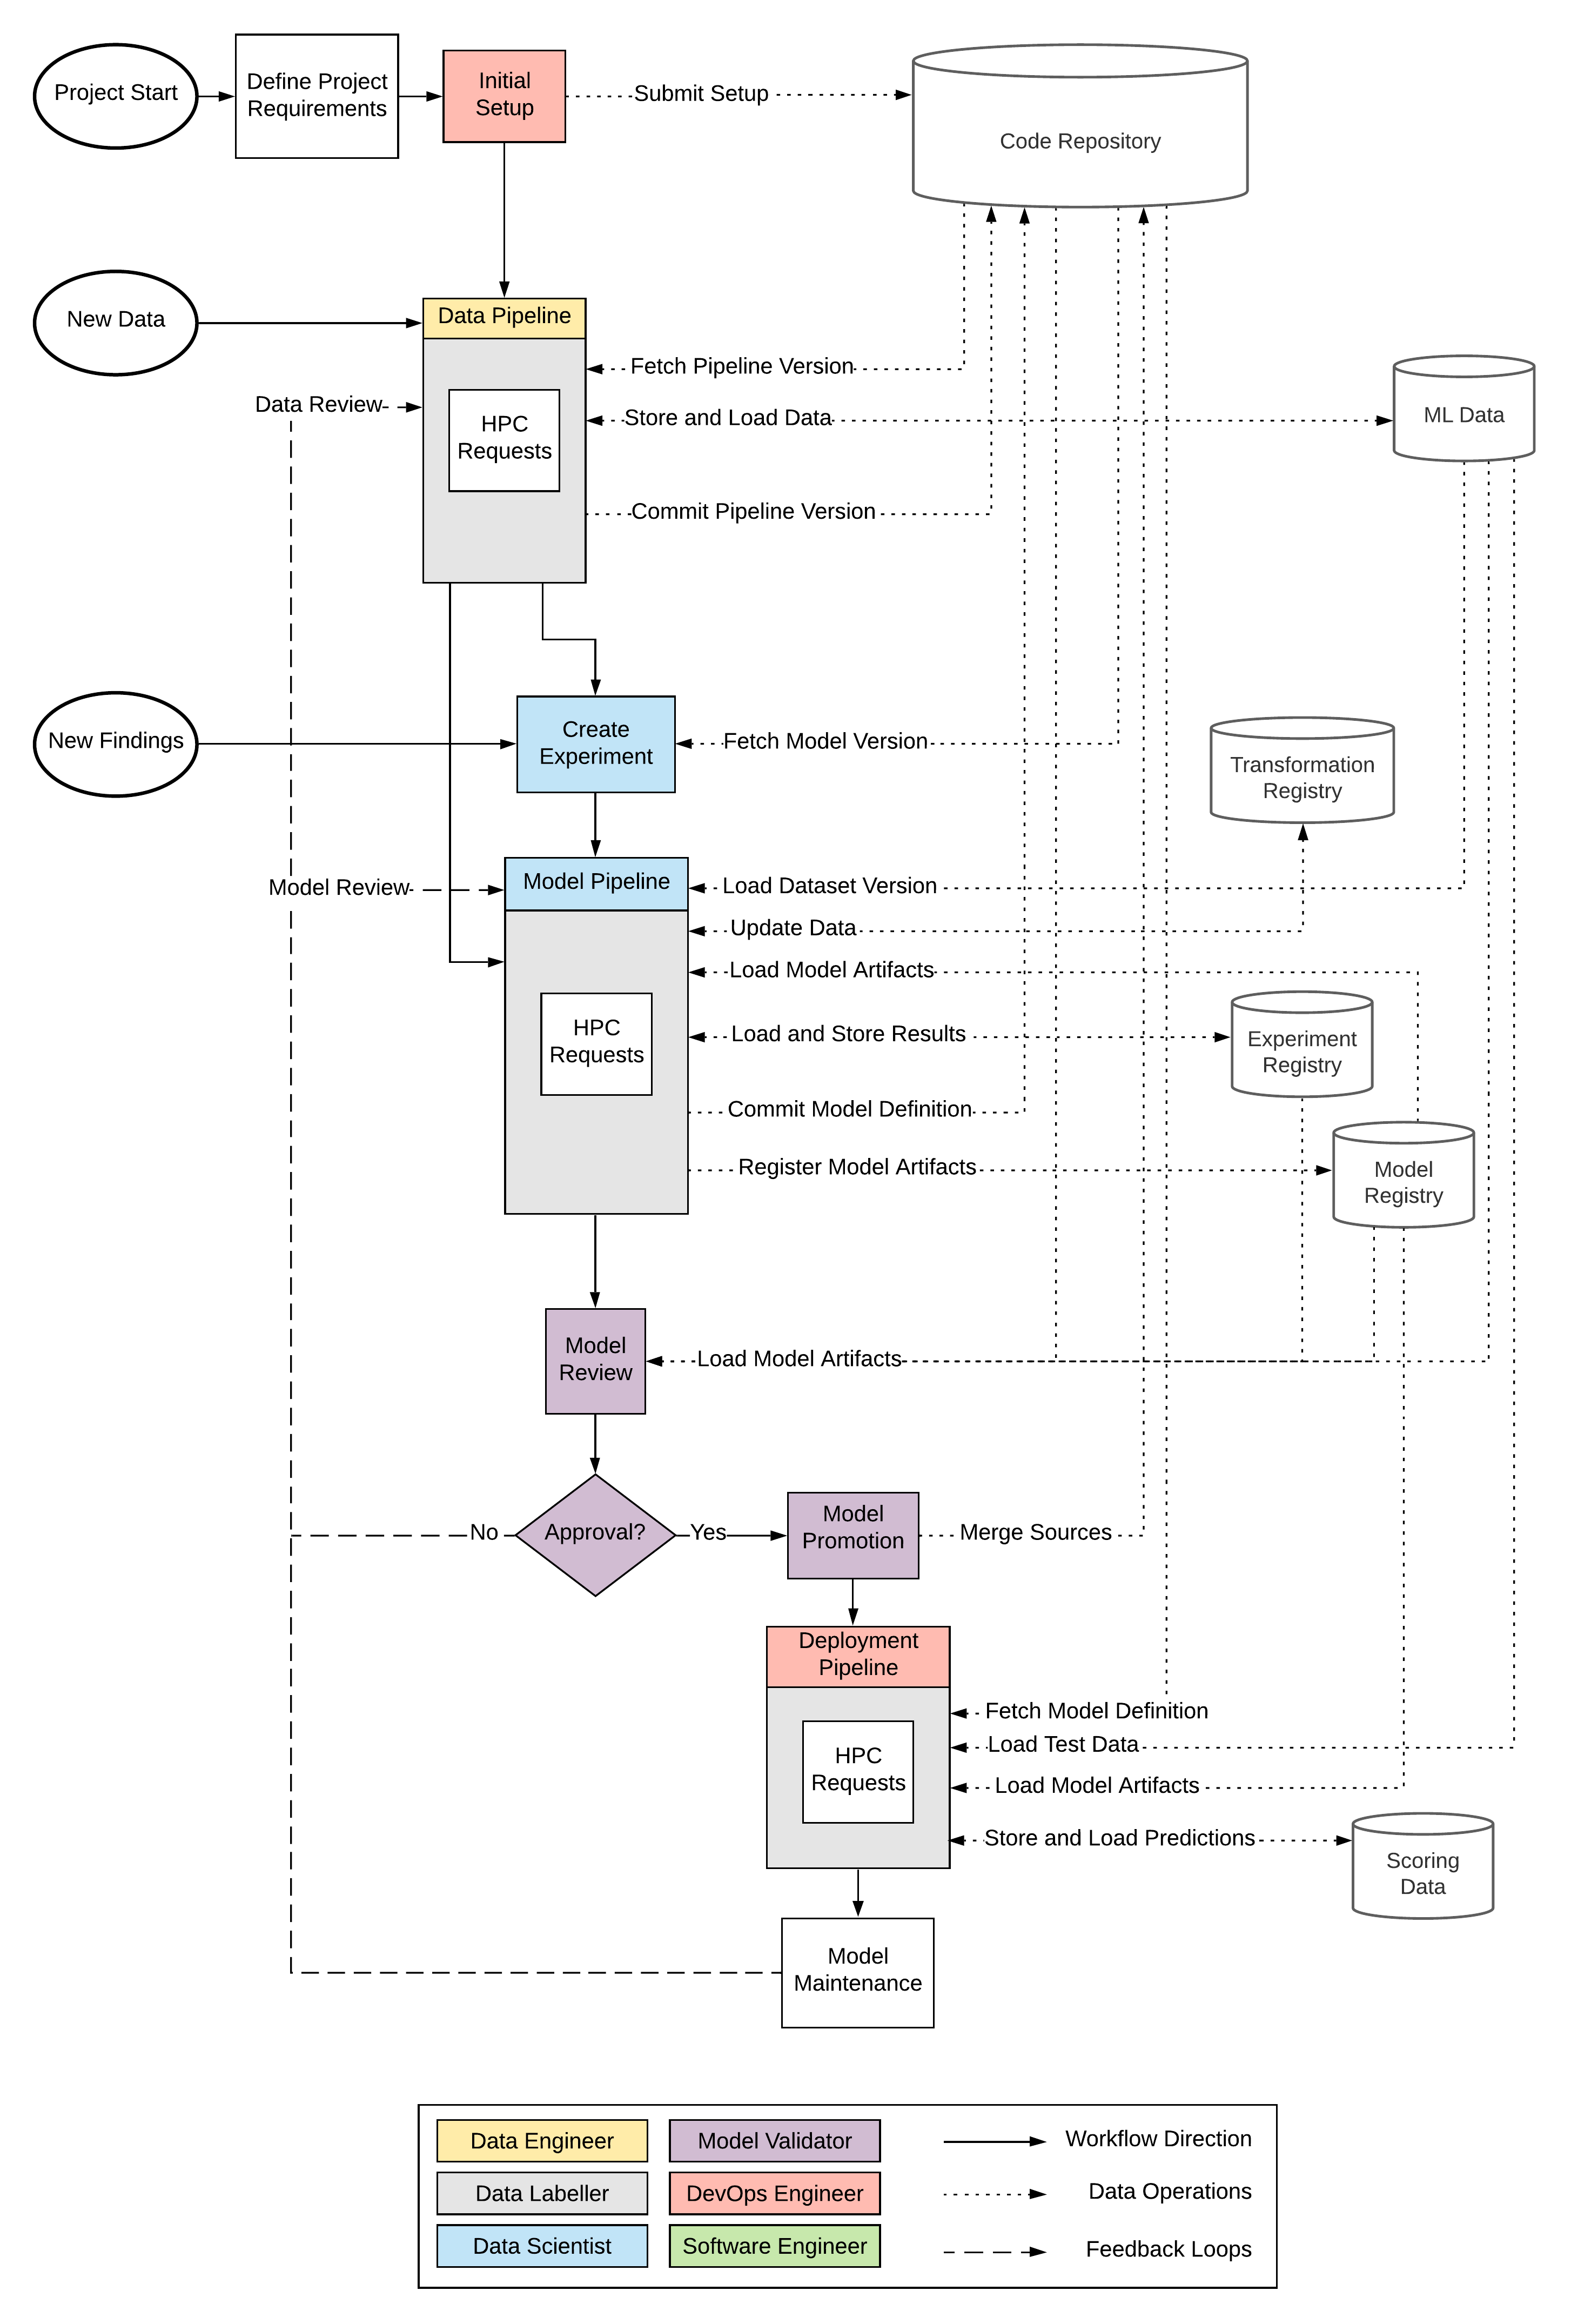 Project Start
Define Project
Requirements
Initial
Setup
Submit Setup
Code Repository
New Data
Data Pipeline
Fetch Pipeline Version
Data Review
Store and Load Data
ML Data
HPC
Requests
Commit Pipeline Version
New Findings
Create
Experiment
Fetch Model Version
Transformation
Registry
Model Review
Model Pipeline
Load Dataset Version
Update Data
Load Model Artifacts
HPC
Requests
Load and Store Results
Experiment
Registry
Commit Model Definition
Register Model Artifacts
Model
Registry
Model
Review
Load Model Artifacts
No
Approval?
Yes
Model
Promotion
Merge Sources
Deployment
Pipeline
Fetch Model Definition
Load Test Data
HPC
Requests
Load Model Artifacts
Store and Load Predictions
Scoring
Data
Model
Maintenance
Data Engineer
Model Validator
Workflow Direction
Data Labeller
DevOps Engineer
Data Operations
Data Scientist
Software Engineer
Feedback Loops